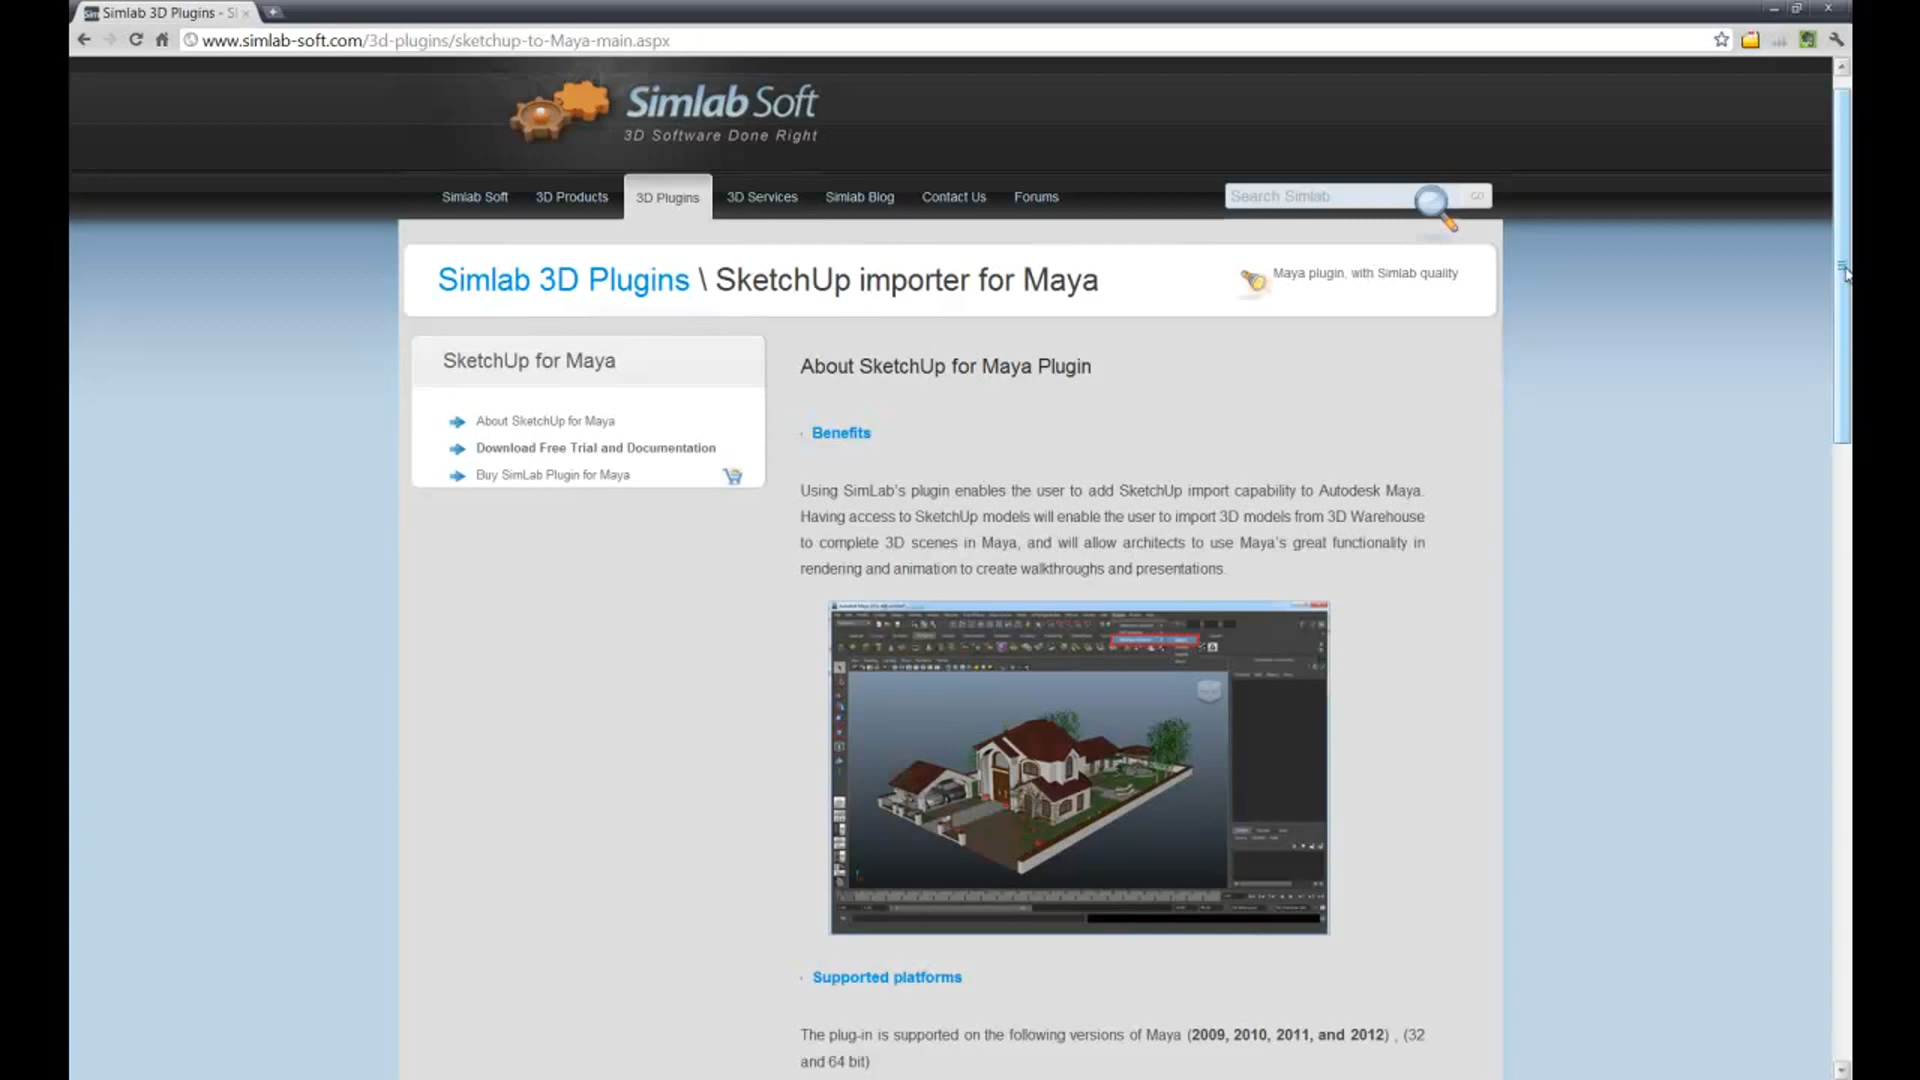 Simlab 3D Plugins - S
www.simlab-soft.com/3d-plugins/sketchup-to-Maya-main.aspx
Simlab Soft
3D Software Done Right
Simlab Soft 3D Products 3D Plugins 3D Services Simlab Blog Contact Us Forums Search Simlab GO
Simlab 3D Plugins \ SketchUp importer for Maya
Maya plugin, with Simlab quality
SketchUp for Maya
About SketchUp for Maya
Download Free Trial and Documentation
Buy SimLab Plugin for Maya
About SketchUp for Maya Plugin
Benefits
Using SimLab's plugin enables the user to add SketchUp import capability to Autodesk Maya.
Having access to SketchUp models will enable the user to import 3D models from 3D Warehouse
to complete 3D scenes in Maya, and will allow architects to use Maya's great functionality in
rendering and animation to create walkthroughs and presentations.
Supported platforms
The plug-in is supported on the following versions of Maya (2009, 2010, 2011, and 2012) , (32
and 64 bit)